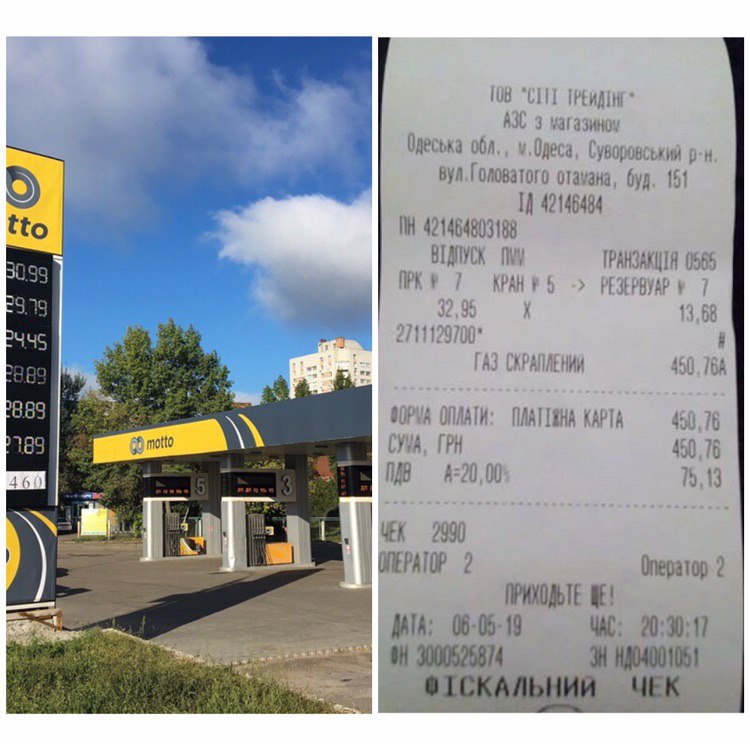 motto
30.99
29.79
24.45
28.89
28.89
27.89
460
motto
5
3
ТОВ "СІТІ ТРЕЙДІНГ"
АЗС з магазином
Одеська обл., м.Одеса, Суворовський р-н.
вул.Головатого отамана, буд. 151
ІД 42146484
ПН 421464803188
ВІДПУСК ПММ ТРАНЗАКЦІЯ 0565
ПРК № 7 КРАН № 5 -> РЕЗЕРВУАР № 7
32,95 X 13,68
2711129700* #
ГАЗ СКРАПЛЕНИЙ 450,76А
ФОРМА ОПЛАТИ: ПЛАТІЖНА КАРТА 450,76
СУМА, ГРН 450,76
ПДВ А=20,00% 75,13
ЧЕК 2990
ОПЕРАТОР 2 Оператор 2
ПРИХОДЬТЕ ЩЕ!
ДАТА: 06-05-19 ЧАС: 20:30:17
ФН 3000525874 ЗН НД04001051
ФІСКАЛЬНИЙ ЧЕК